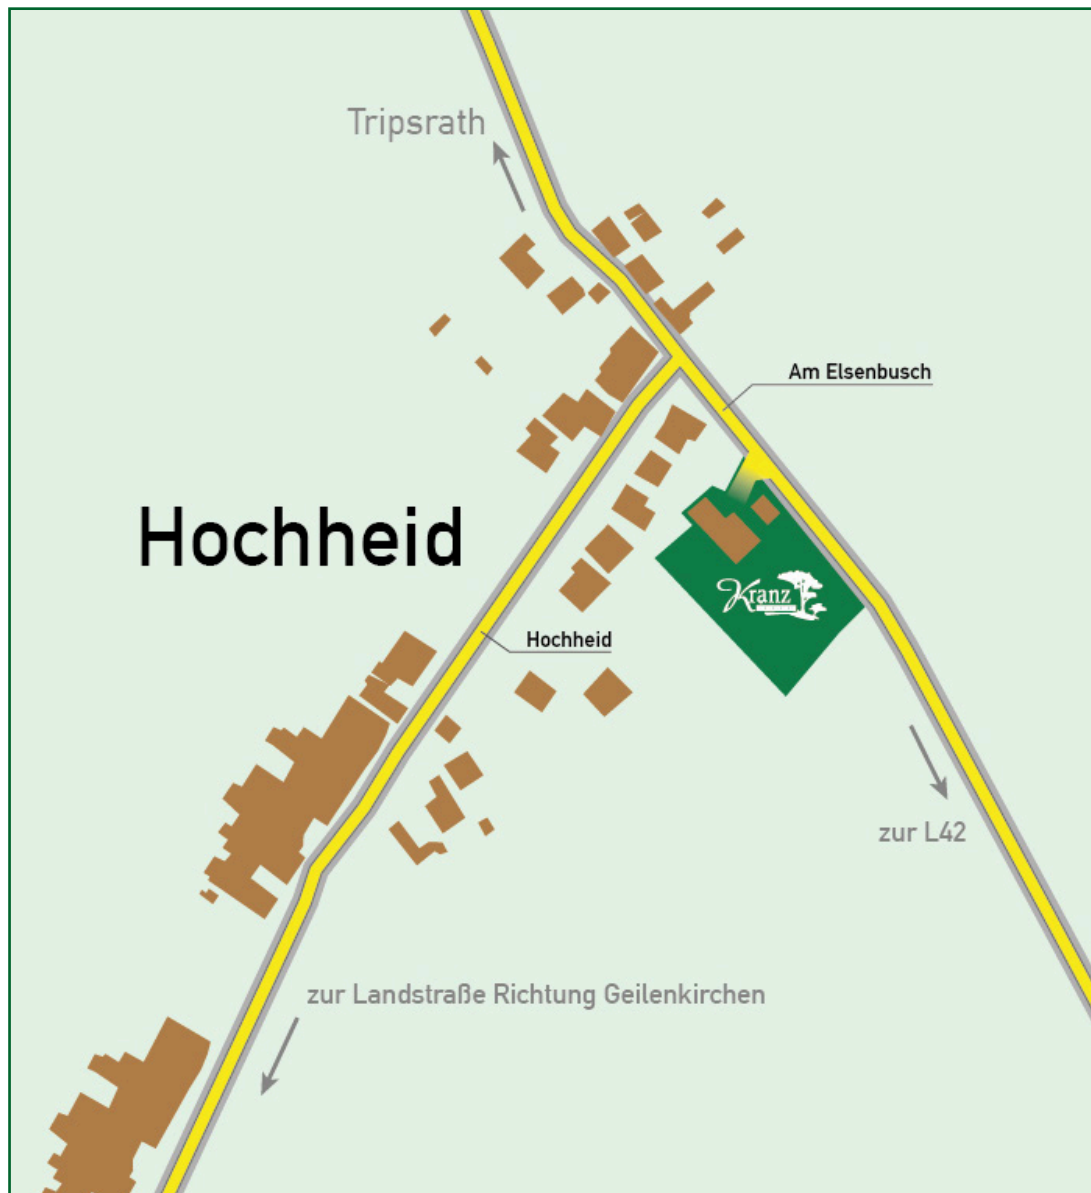 Tripsrath
Am Elsenbusch
Hochheid
Kranz
Hochheid
zur L42
zur Landstraße Richtung Geilenkirchen